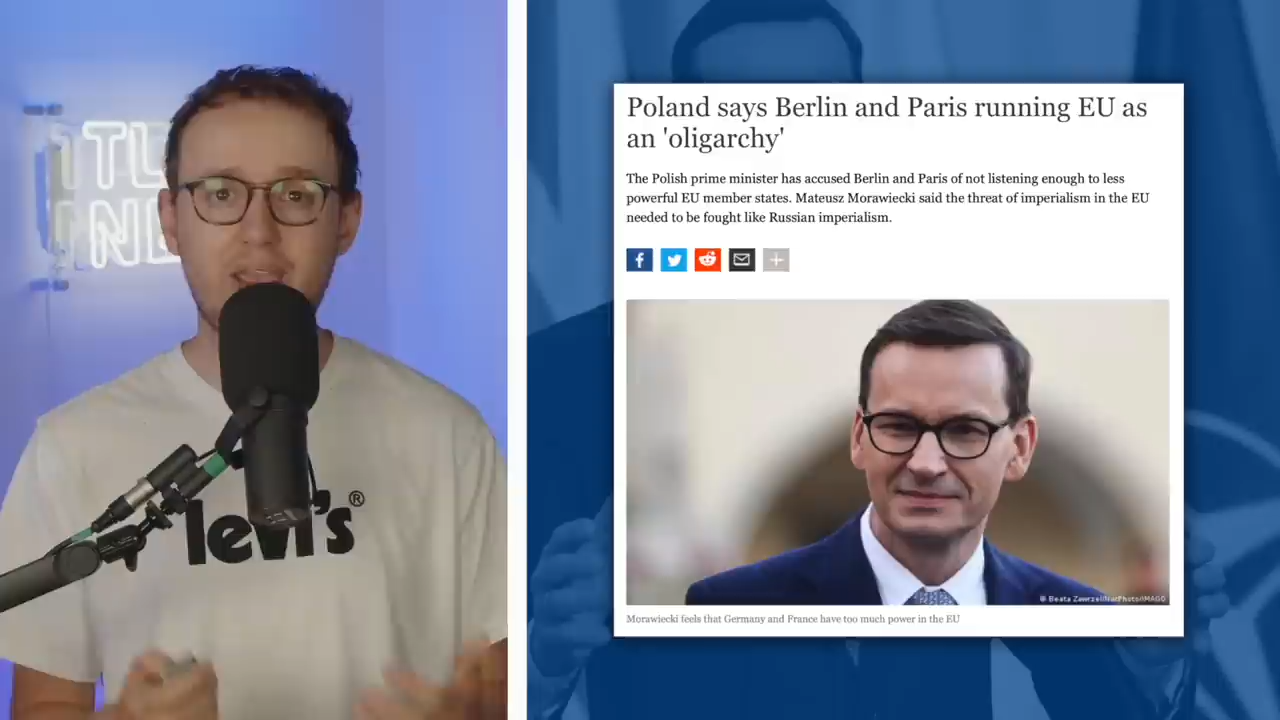 TL
NE
levi's®
Poland says Berlin and Paris running EU as
an 'oligarchy'
The Polish prime minister has accused Berlin and Paris of not listening enough to less
powerful EU member states. Mateusz Morawiecki said the threat of imperialism in the EU
needed to be fought like Russian imperialism.
Morawiecki feels that Germany and France have too much power in the EU